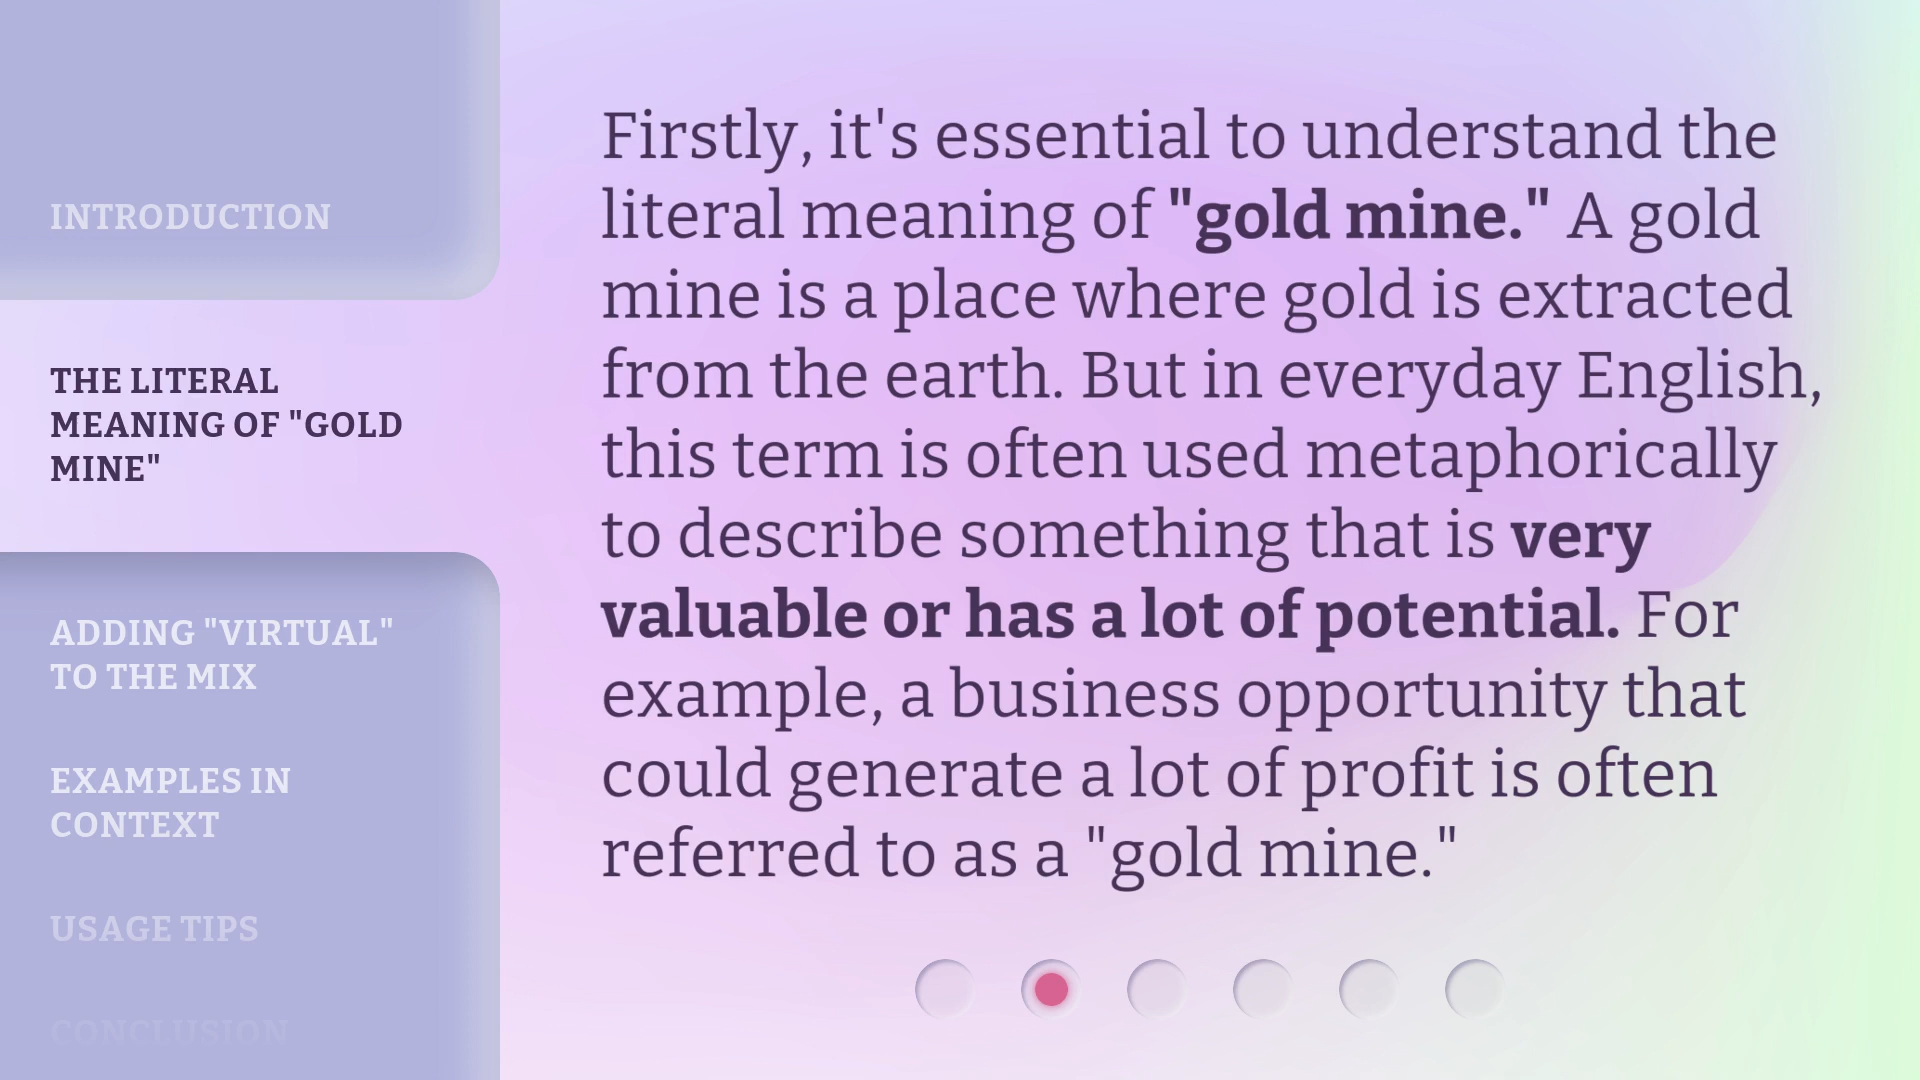 INTRODUCTION
THE LITERAL
MEANING OF "GOLD
MINE"
ADDING "VIRTUAL"
TO THE MIX
EXAMPLES IN
CONTEXT
USAGE TIPS
CONCLUSION
Firstly, it's essential to understand the
literal meaning of "gold mine." A gold
mine is a place where gold is extracted
from the earth. But in everyday English,
this term is often used metaphorically
to describe something that is very
valuable or has a lot of potential. For
example, a business opportunity that
could generate a lot of profit is often
referred to as a "gold mine."